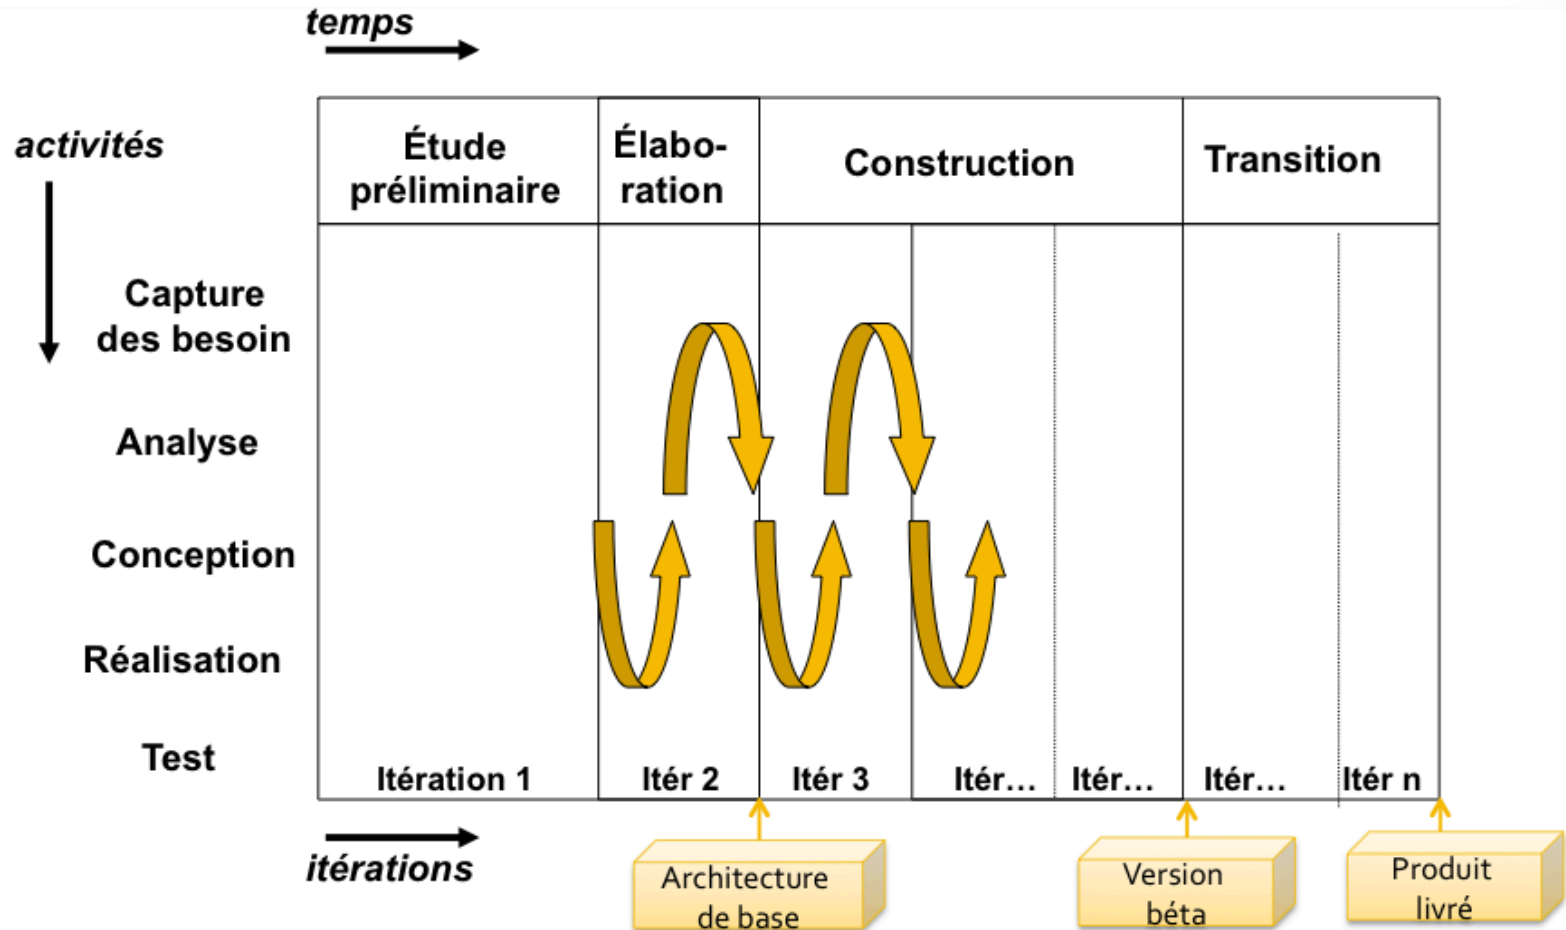 temps
activités
Étude
préliminaire
Élabo-
ration
Construction
Transition
Capture
des besoin
Analyse
Conception
Réalisation
Test
Itération 1
Itér 2
Itér 3
Itér...
Itér...
Itér...
Itér n
itérations
Architecture
de base
Version
béta
Produit
livré